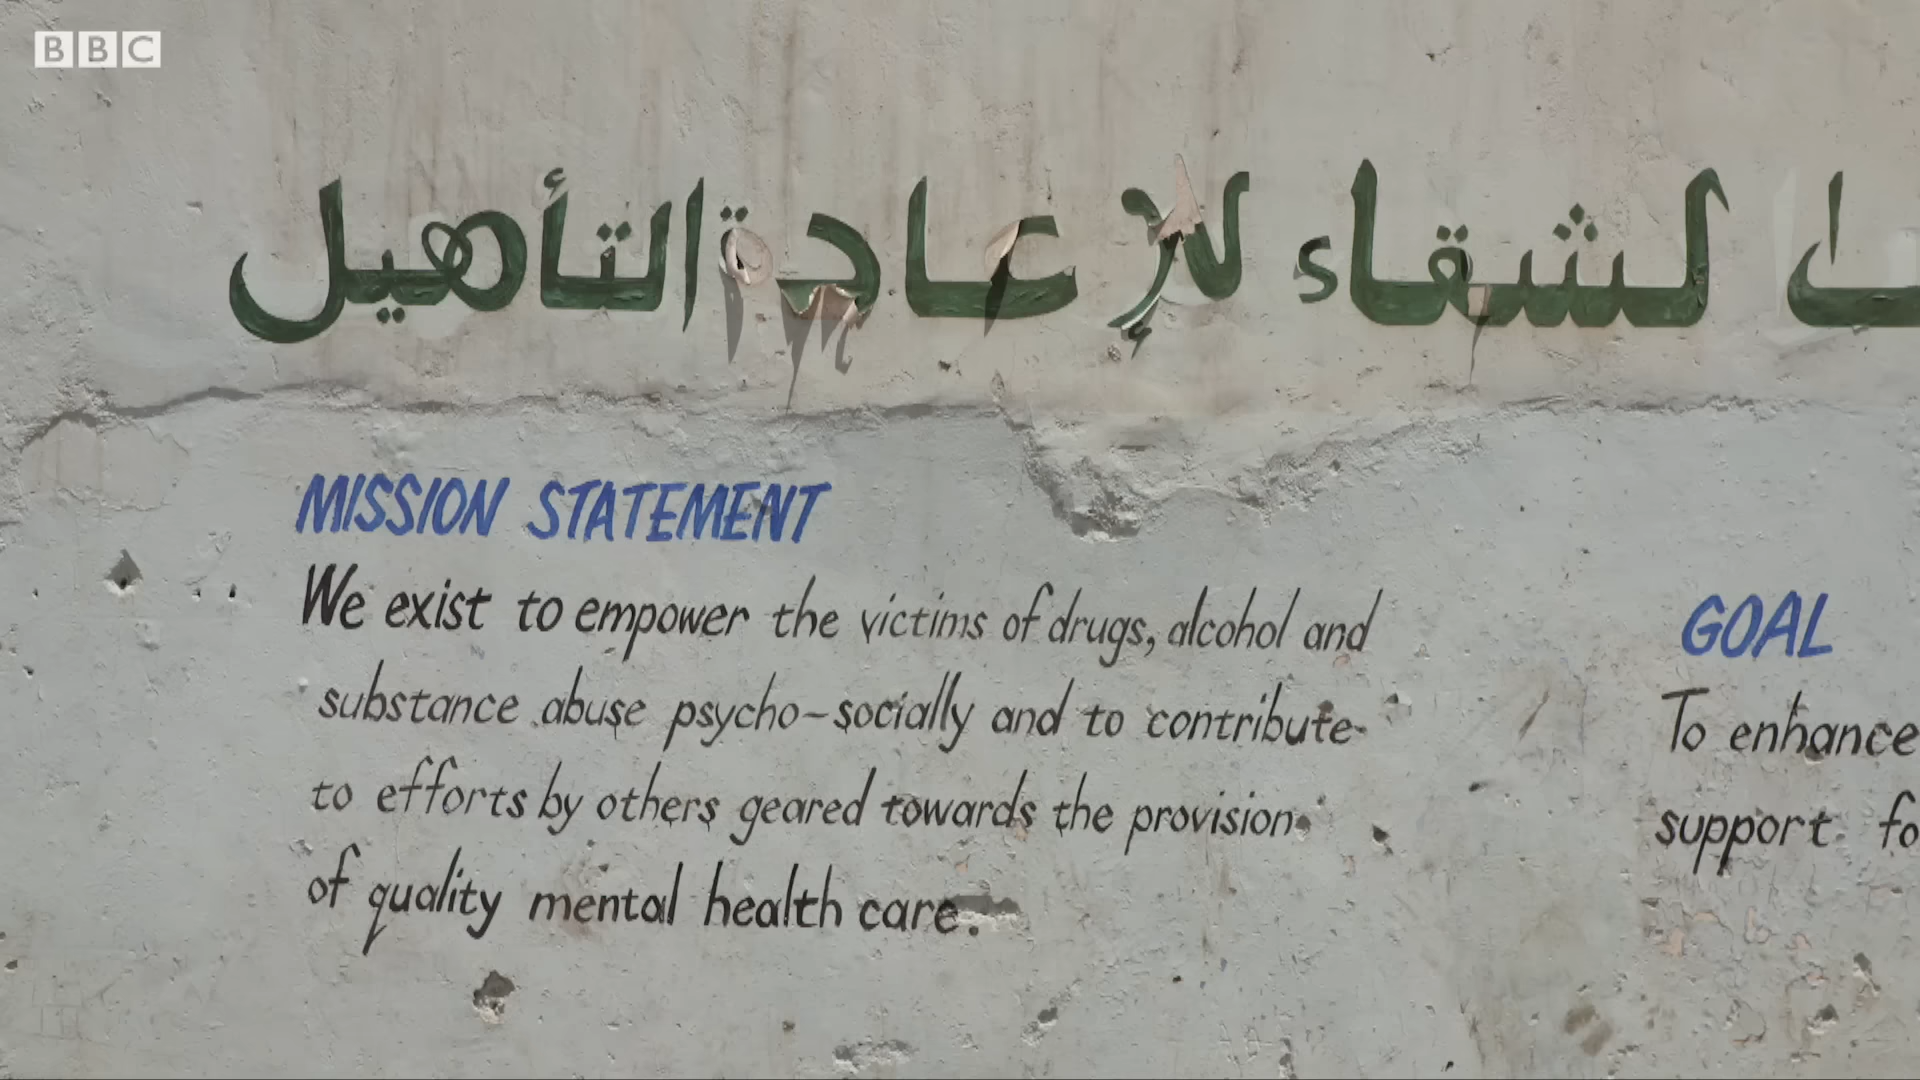 BBC
لشفاء لإعادة التأهيل
MISSION STATEMENT
We exist to empower the victims of drugs, alcohol and
substance abuse psycho-socially and to contribute
to efforts by others geared towards the provision
of quality mental health care.
GOAL
To enhance
support fo